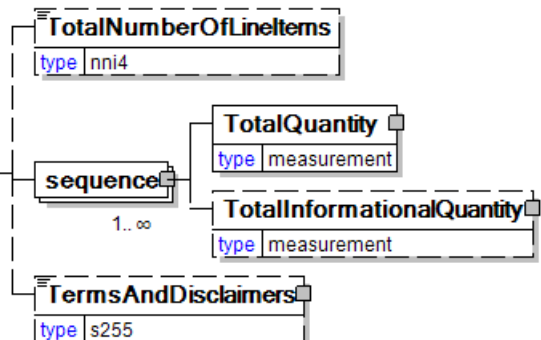 TotalNumberOfLineItems
type nni4
TotalQuantity
type measurement
sequence
1.. ∞
TotalInformationalQuantity
type measurement
TermsAndDisclaimers
type s255